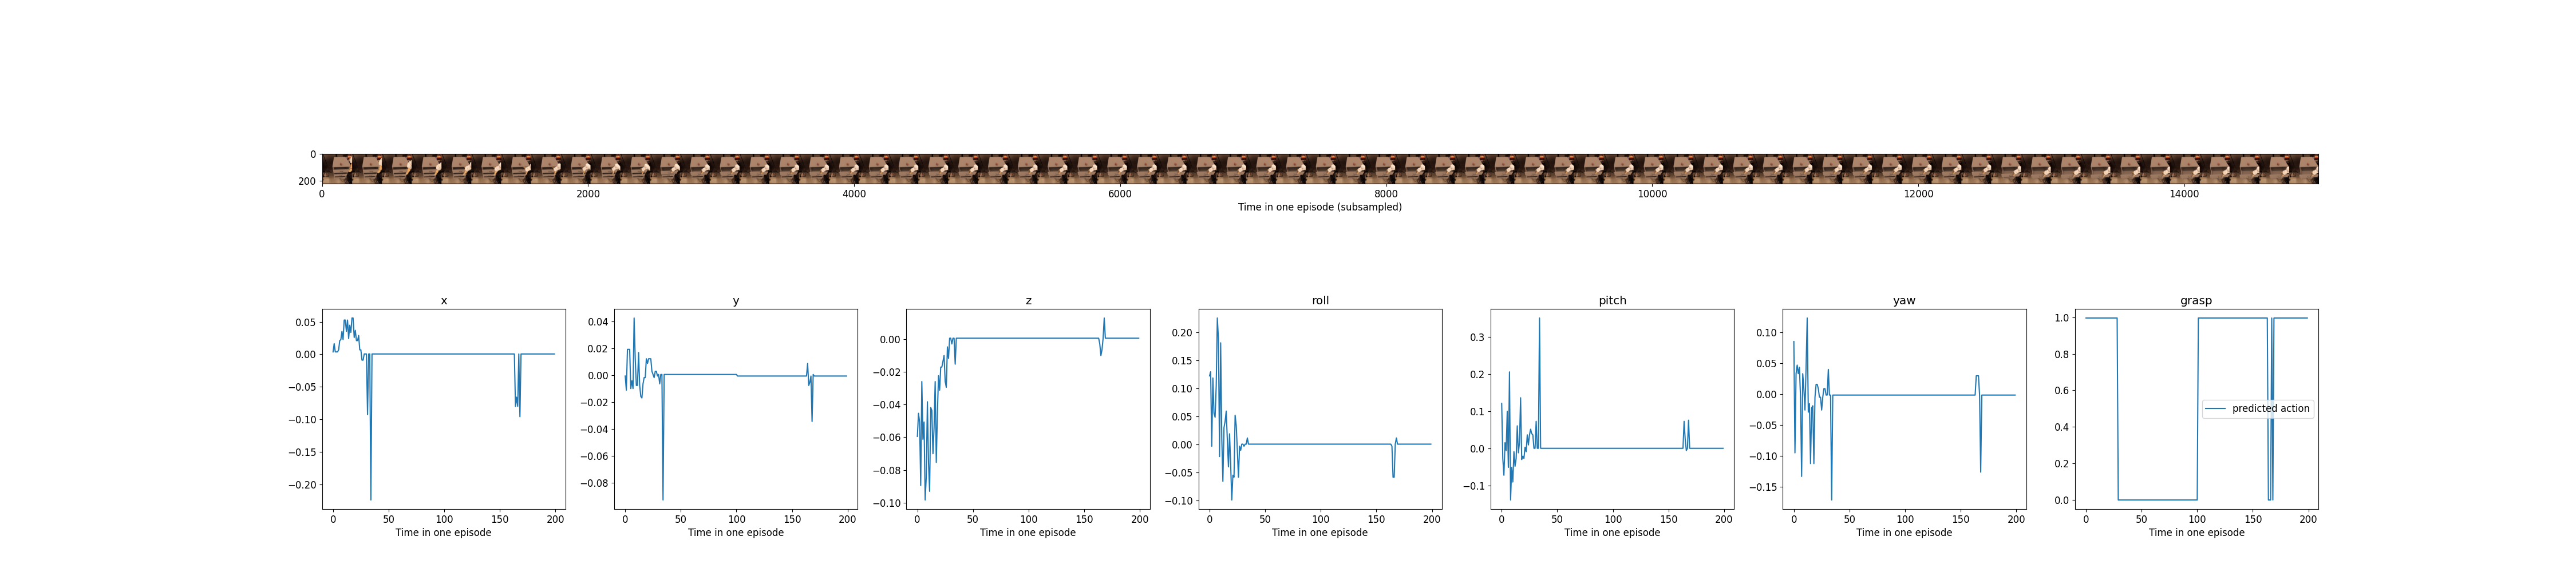 0
200
0 2000 4000 6000 8000 10000 12000 14000
Time in one episode (subsampled)
x
0.05
0.00
−0.05
−0.10
−0.15
−0.20
0 50 100 150 200
Time in one episode
y
0.04
0.02
0.00
−0.02
−0.04
−0.06
−0.08
0 50 100 150 200
Time in one episode
z
0.00
−0.02
−0.04
−0.06
−0.08
−0.10
0 50 100 150 200
Time in one episode
roll
0.20
0.15
0.10
0.05
0.00
−0.05
−0.10
0 50 100 150 200
Time in one episode
pitch
0.3
0.2
0.1
0.0
−0.1
0 50 100 150 200
Time in one episode
yaw
0.10
0.05
0.00
−0.05
−0.10
−0.15
0 50 100 150 200
Time in one episode
grasp
1.0
0.8
0.6
0.4
0.2
0.0
predicted action
0 50 100 150 200
Time in one episode